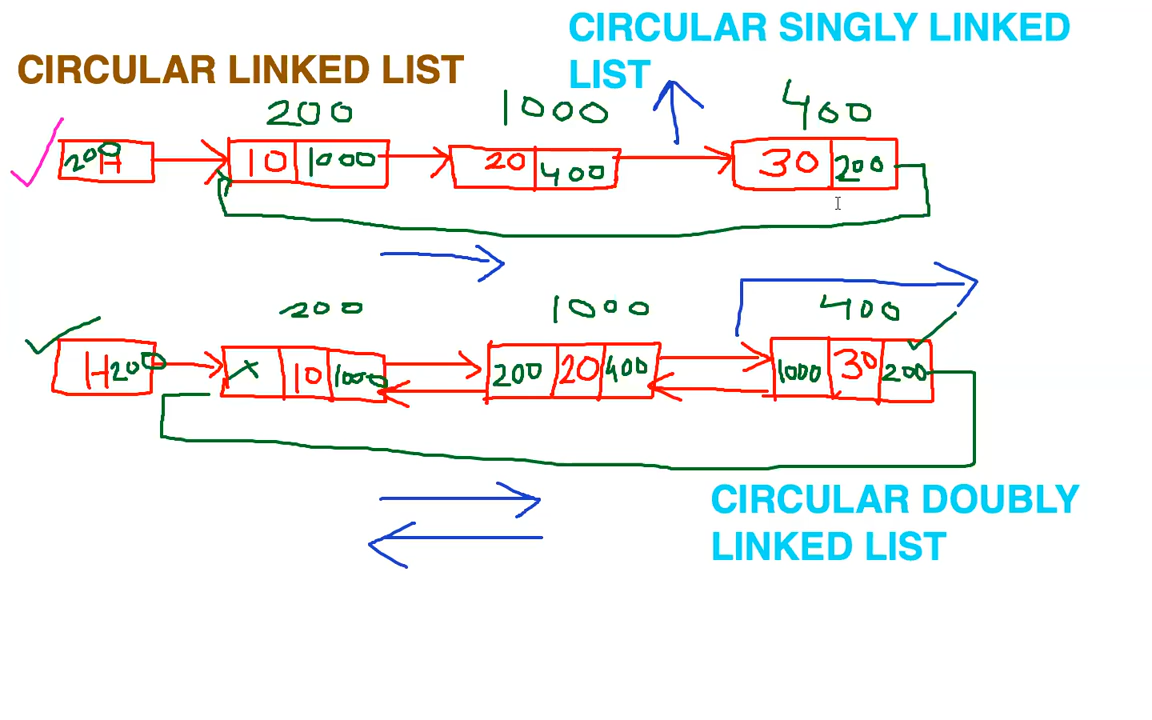 CIRCULAR SINGLY LINKED
LIST
CIRCULAR LINKED LIST
200 1000 400
200 H 10 1000 20 400 30 200
200 1000 400
H 200 X 10 1000 200 20 400 1000 30 200
CIRCULAR DOUBLY
LINKED LIST